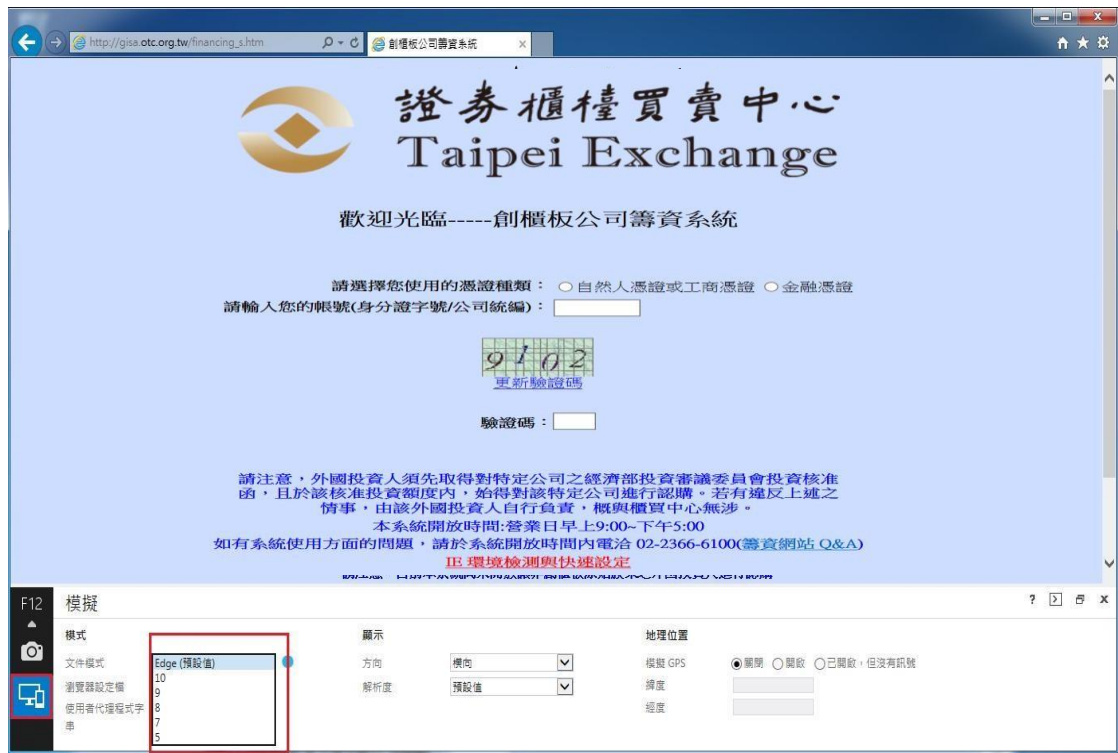 http://gisa.otc.org.tw/financing_s.htm
創櫃板公司籌資系統
證券櫃檯買賣中心
Taipei Exchange
歡迎光臨-----創櫃板公司籌資系統
請選擇您使用的憑證種類： 自然人憑證或工商憑證 金融憑證
請輸入您的帳號(身分證字號/公司統編)：
9102
更新驗證碼
驗證碼：
請注意，外國投資人須先取得對特定公司之經濟部投資審議委員會投資核准
函，且於該核准投資額度內，始得對該特定公司進行認購。若有違反上述之
情事，由該外國投資人自行負責，概與櫃買中心無涉。
本系統開放時間:營業日早上9:00~下午5:00
如有系統使用方面的問題，請於系統開放時間內電洽 02-2366-6100(籌資網站 Q&A)
IE 環境檢測與快速設定
F12 模擬 ?
模式 顯示 地理位置
文件模式 Edge (預設值) 方向 橫向 模擬 GPS 關閉 開啟 已開啟，但沒有訊號
10
瀏覽器設定檔 9 解析度 預設值 緯度
使用者代理程式字 8 經度
串 7
5